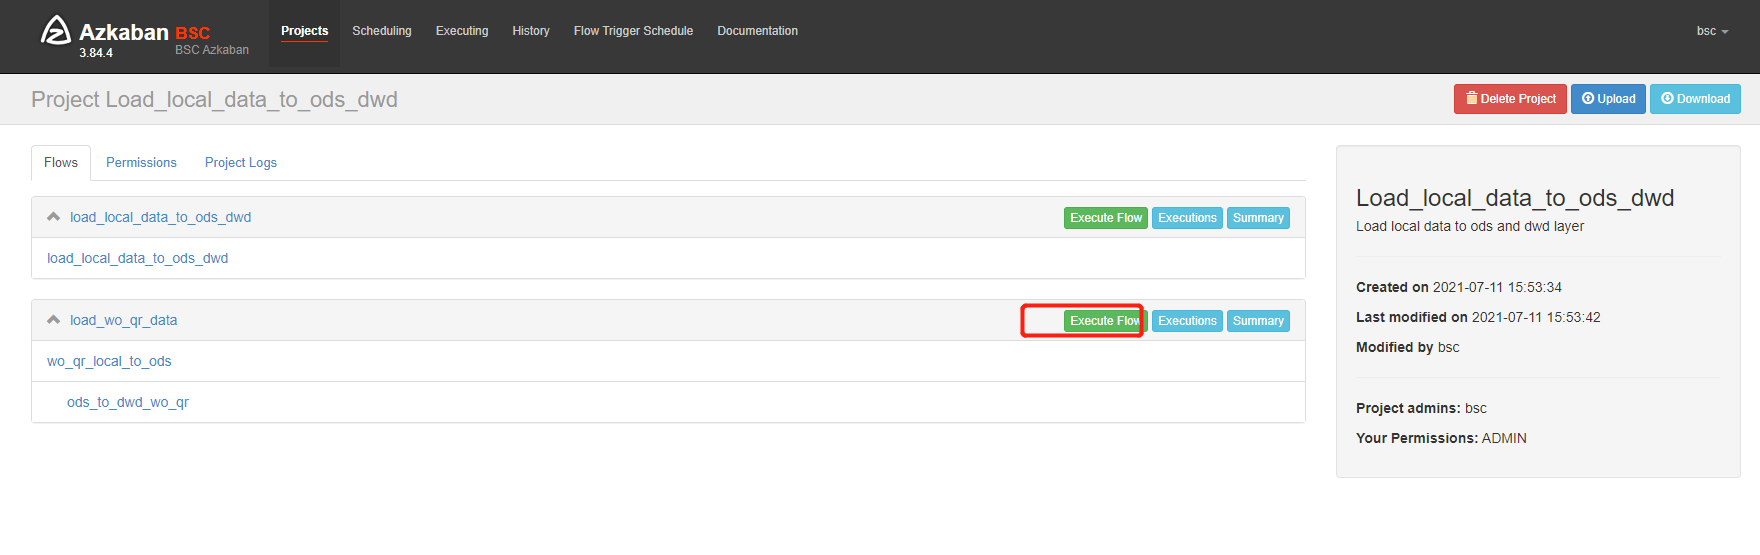 Azkaban BSC
3.84.4 BSC Azkaban
Projects Scheduling Executing History Flow Trigger Schedule Documentation bsc
Project Load_local_data_to_ods_dwd
Delete Project Upload Download
Flows Permissions Project Logs
load_local_data_to_ods_dwd Execute Flow Executions Summary
load_local_data_to_ods_dwd
load_wo_qr_data Execute Flow Executions Summary
wo_qr_local_to_ods
ods_to_dwd_wo_qr
Load_local_data_to_ods_dwd
Load local data to ods and dwd layer
Created on 2021-07-11 15:53:34
Last modified on 2021-07-11 15:53:42
Modified by bsc
Project admins: bsc
Your Permissions: ADMIN